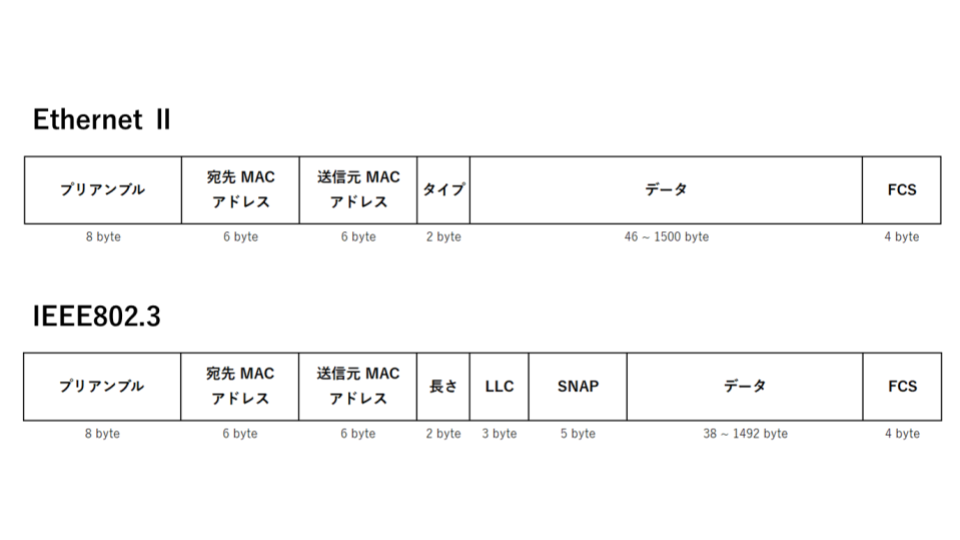 Ethernet Ⅱ
プリアンブル
宛先 MAC
アドレス
送信元 MAC
アドレス
タイプ
データ
FCS
8 byte
6 byte
6 byte
2 byte
46 ~ 1500 byte
4 byte
IEEE802.3
プリアンブル
宛先 MAC
アドレス
送信元 MAC
アドレス
長さ
LLC
SNAP
データ
FCS
8 byte
6 byte
6 byte
2 byte
3 byte
5 byte
38 ~ 1492 byte
4 byte